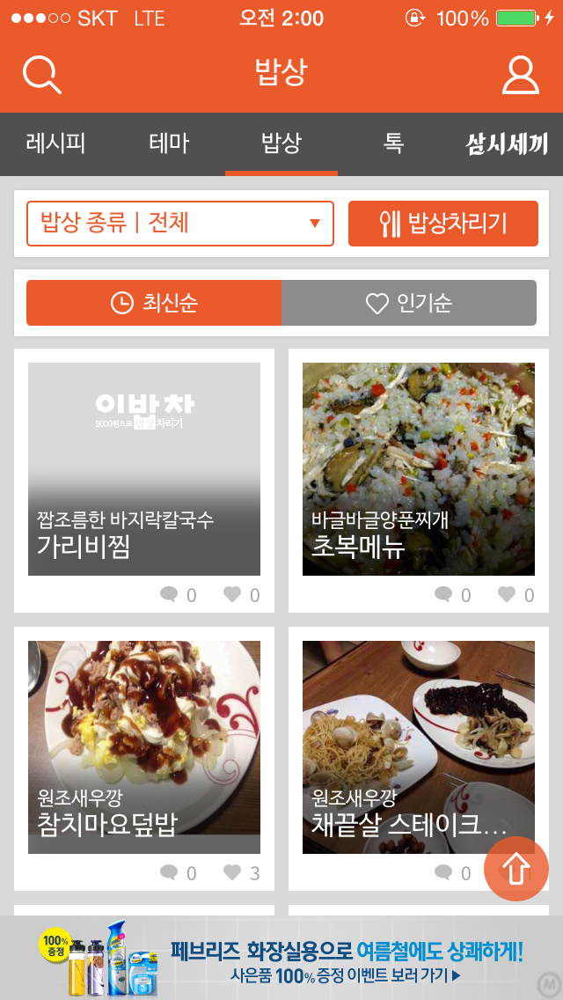 SKT LTE 오전 2:00 100%
밥상
레시피 테마 밥상 톡 삼시세끼
밥상 종류 | 전체 밥상차리기
최신순 인기순
이밥차
2000원으로 밥상차리기
짭조름한 바지락칼국수
가리비찜
0 0
바글바글양푼찌개
초복메뉴
0 0
원조새우깡
참치마요덮밥
0 3
원조새우깡
채끝살 스테이크...
0
100%
증정
페브리즈 화장실용으로 여름철에도 상쾌하게!
사은품 100% 증정 이벤트 보러 가기
M